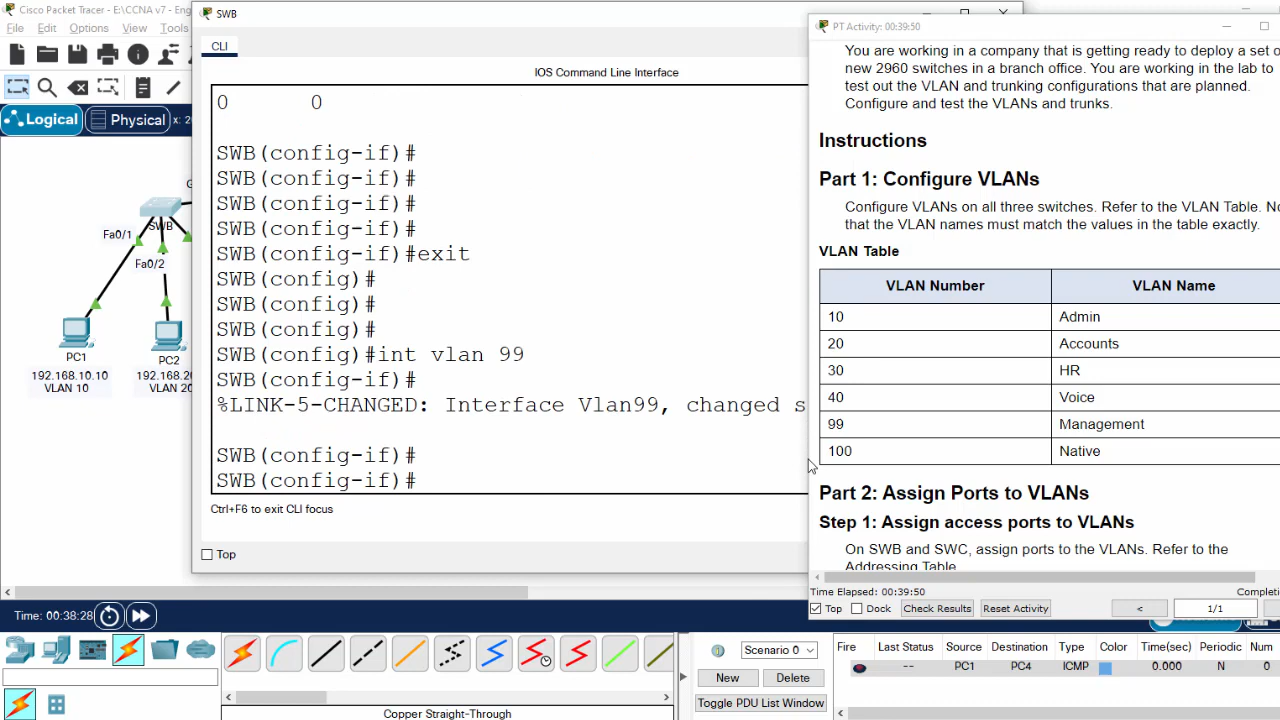 Cisco Packet Tracer - E:\CCNA v7 - Eng
File Edit Options View Tools
Logical Physical x: 20
G
SWB
Fa0/1
Fa0/2
PC1
192.168.10.10
VLAN 10
PC2
192.168.20
VLAN 20
SWB
CLI
IOS Command Line Interface
0 0
SWB(config-if)#
SWB(config-if)#
SWB(config-if)#
SWB(config-if)#
SWB(config-if)#exit
SWB(config)#
SWB(config)#
SWB(config)#
SWB(config)#int vlan 99
SWB(config-if)#
%LINK-5-CHANGED: Interface Vlan99, changed s
SWB(config-if)#
SWB(config-if)#
Ctrl+F6 to exit CLI focus
Top
PT Activity: 00:39:50
You are working in a company that is getting ready to deploy a set o
new 2960 switches in a branch office. You are working in the lab to
test out the VLAN and trunking configurations that are planned.
Configure and test the VLANs and trunks.
Instructions
Part 1: Configure VLANs
Configure VLANs on all three switches. Refer to the VLAN Table. No
that the VLAN names must match the values in the table exactly.
VLAN Table
VLAN Number VLAN Name
10 Admin
20 Accounts
30 HR
40 Voice
99 Management
100 Native
Part 2: Assign Ports to VLANs
Step 1: Assign access ports to VLANs
On SWB and SWC, assign ports to the VLANs. Refer to the
Addressing Table.
Time Elapsed: 00:39:50 Completi
Top Dock Check Results Reset Activity < 1/1
Time: 00:38:28
Copper Straight-Through
Scenario 0
New Delete
Toggle PDU List Window
Fire Last Status Source Destination Type Color Time(sec) Periodic Num
-- PC1 PC4 ICMP 0.000 N 0